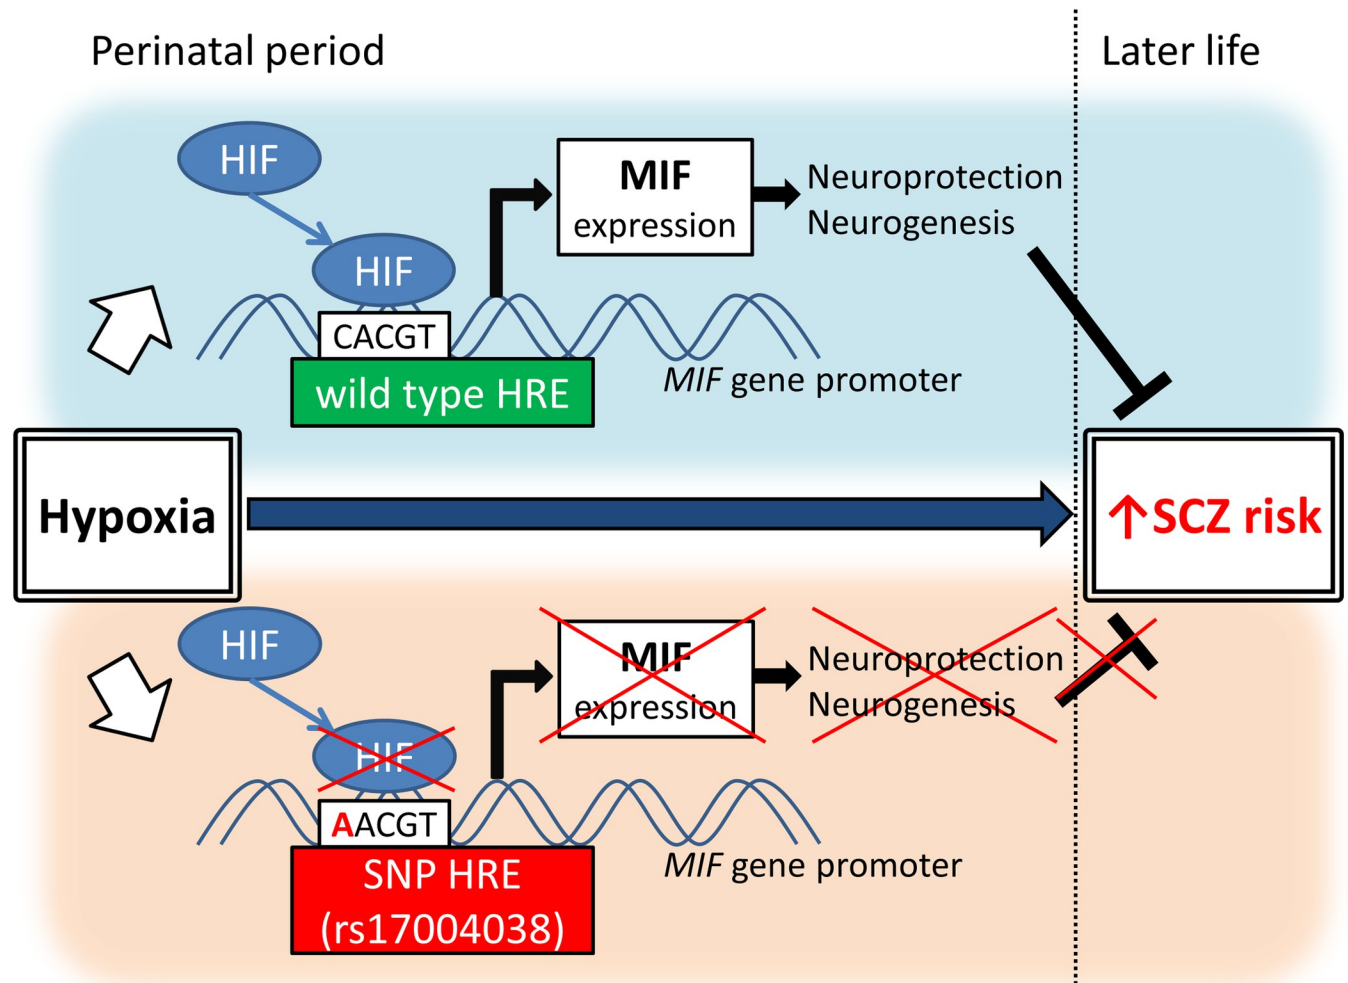 Perinatal period
Later life
HIF
MIF
expression
Neuroprotection
Neurogenesis
HIF
CACGT
wild type HRE
MIF gene promoter
Hypoxia
↑SCZ risk
HIF
MIF
expression
Neuroprotection
Neurogenesis
HIF
AACGT
MIF gene promoter
SNP HRE
(rs17004038)